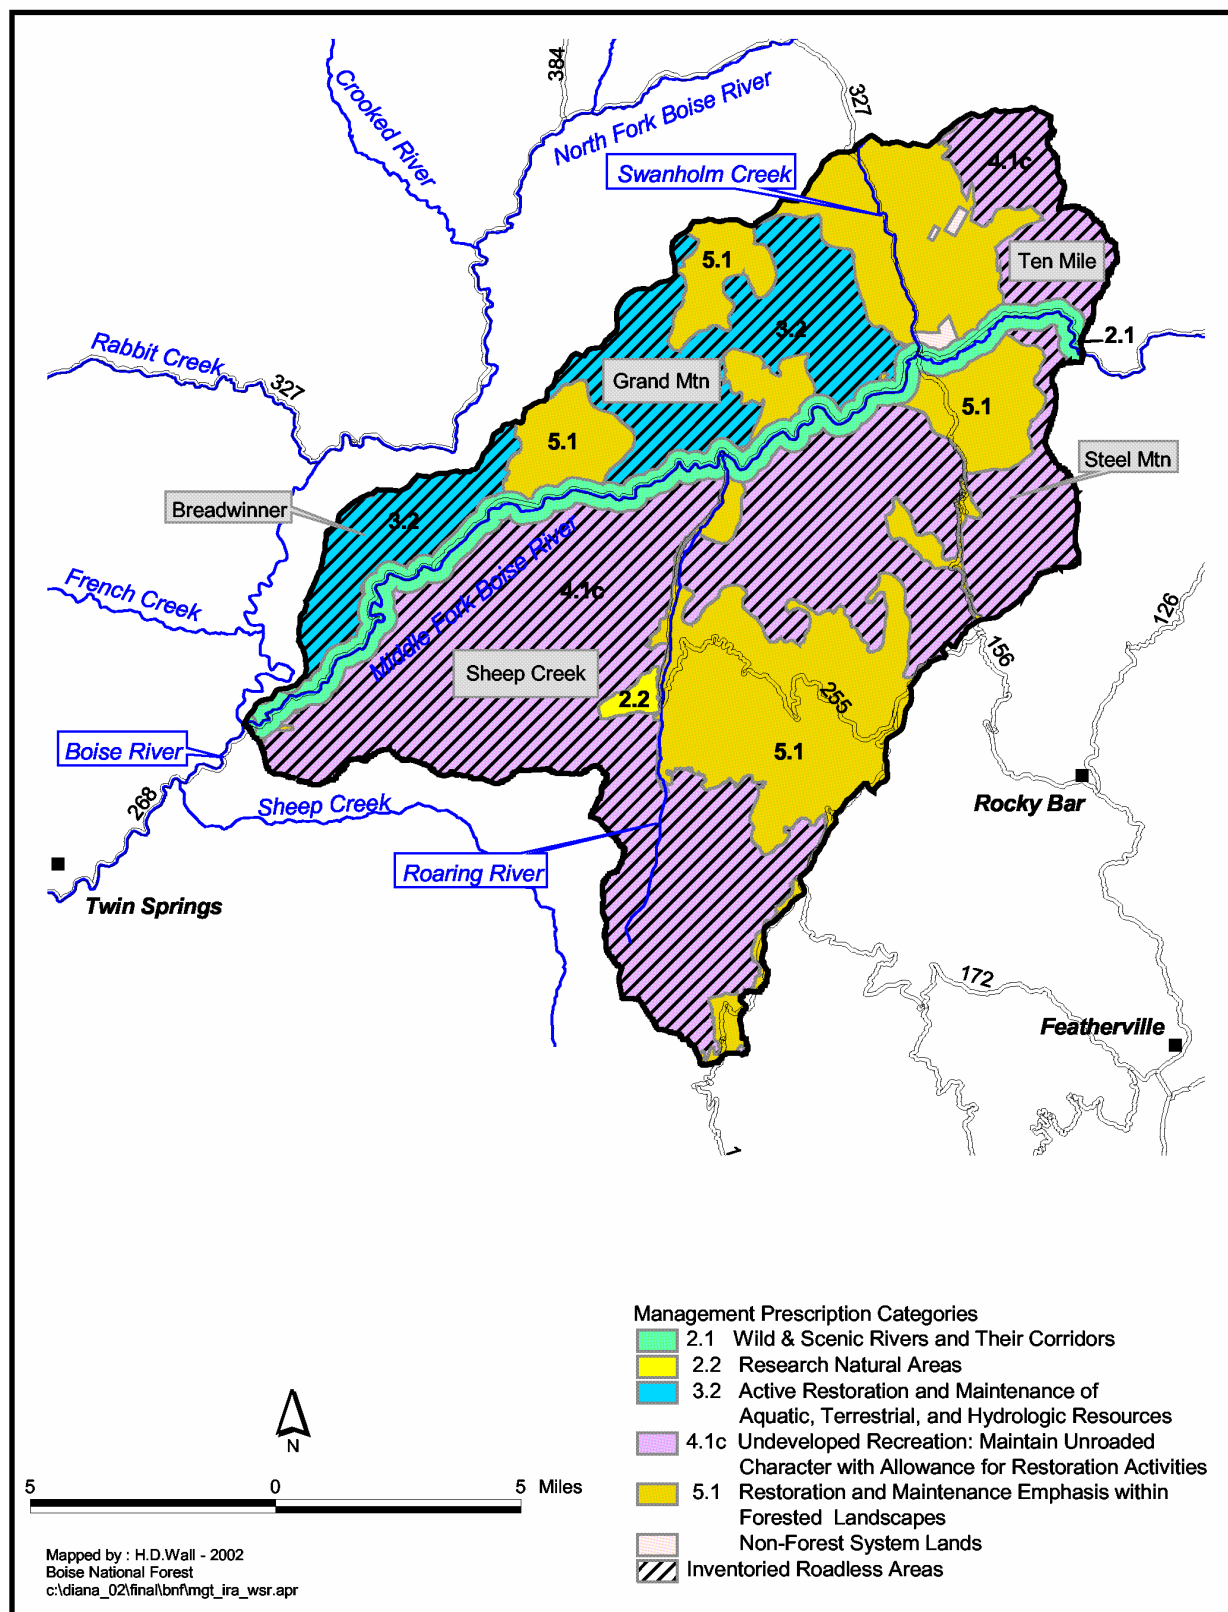 384
Crooked River
North Fork Boise River
327
Swanholm Creek
4.1c
Ten Mile
5.1
3.2
2.1
Rabbit Creek
327
Grand Mtn
5.1
5.1
Steel Mtn
Breadwinner
3.2
Middle Fork Boise River
4.1c
French Creek
126
156
Sheep Creek
2.2
255
5.1
Boise River
268
Sheep Creek
Rocky Bar
Roaring River
Twin Springs
172
Featherville
1
Management Prescription Categories
2.1 Wild & Scenic Rivers and Their Corridors
2.2 Research Natural Areas
3.2 Active Restoration and Maintenance of
Aquatic, Terrestrial, and Hydrologic Resources
4.1c Undeveloped Recreation: Maintain Unroaded
Character with Allowance for Restoration Activities
5.1 Restoration and Maintenance Emphasis within
Forested Landscapes
Non-Forest System Lands
Inventoried Roadless Areas
N
5 0 5 Miles
Mapped by : H.D.Wall - 2002
Boise National Forest
c:\diana_02\final\bnf\mgt_ira_wsr.apr